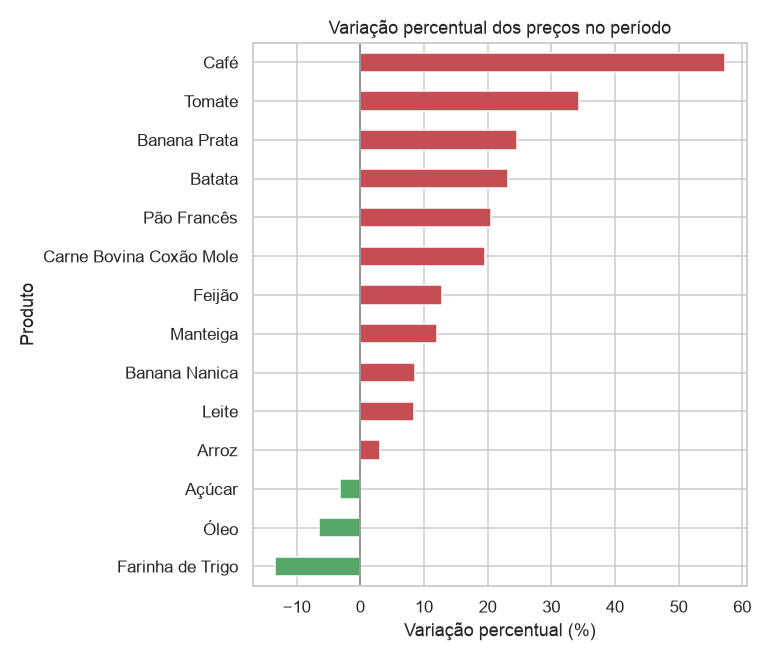 Variação percentual dos preços no período
Produto
Café
Tomate
Banana Prata
Batata
Pão Francês
Carne Bovina Coxão Mole
Feijão
Manteiga
Banana Nanica
Leite
Arroz
Açúcar
Óleo
Farinha de Trigo
−10 0 10 20 30 40 50 60
Variação percentual (%)